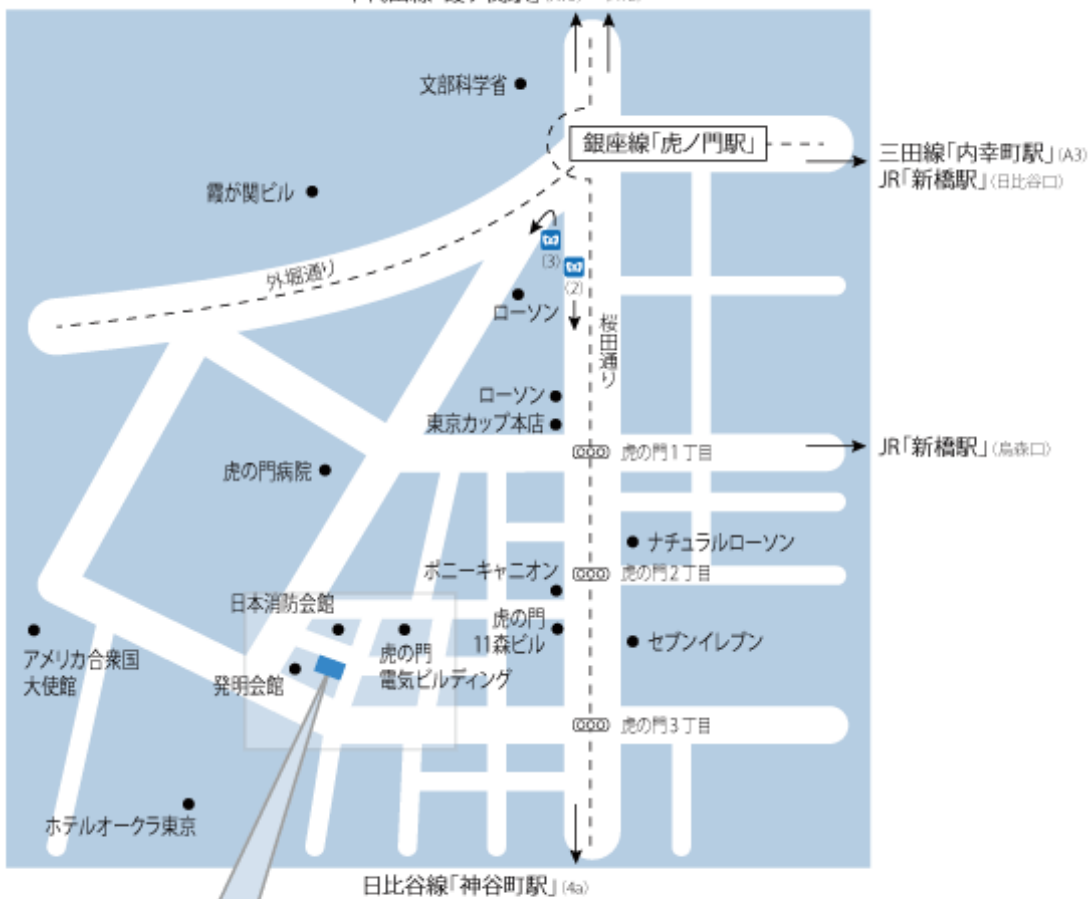 文部科学省
銀座線「虎ノ門駅」
三田線「内幸町駅」(A3)
JR「新橋駅」(日比谷口)
霞が関ビル
(3)
外堀通り
(2)
ローソン
桜田通り
ローソン
東京カップ本店
虎の門1丁目
JR「新橋駅」(烏森口)
虎の門病院
ナチュラルローソン
ポニーキャニオン
虎の門2丁目
日本消防会館
虎の門
11森ビル
セブンイレブン
アメリカ合衆国
大使館
虎の門
電気ビルディング
発明会館
虎の門3丁目
ホテルオークラ東京
日比谷線「神谷町駅」(4a)